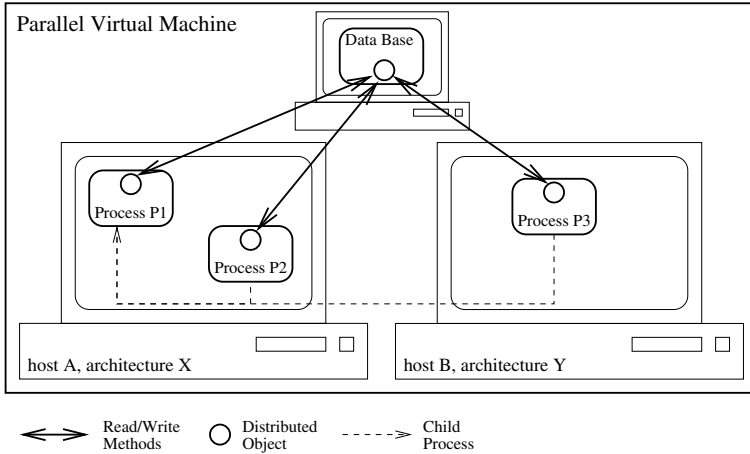 Parallel Virtual Machine
Data Base
Process P1
Process P2
Process P3
host A, architecture X
host B, architecture Y
Read/Write
Methods
Distributed
Object
Child
Process